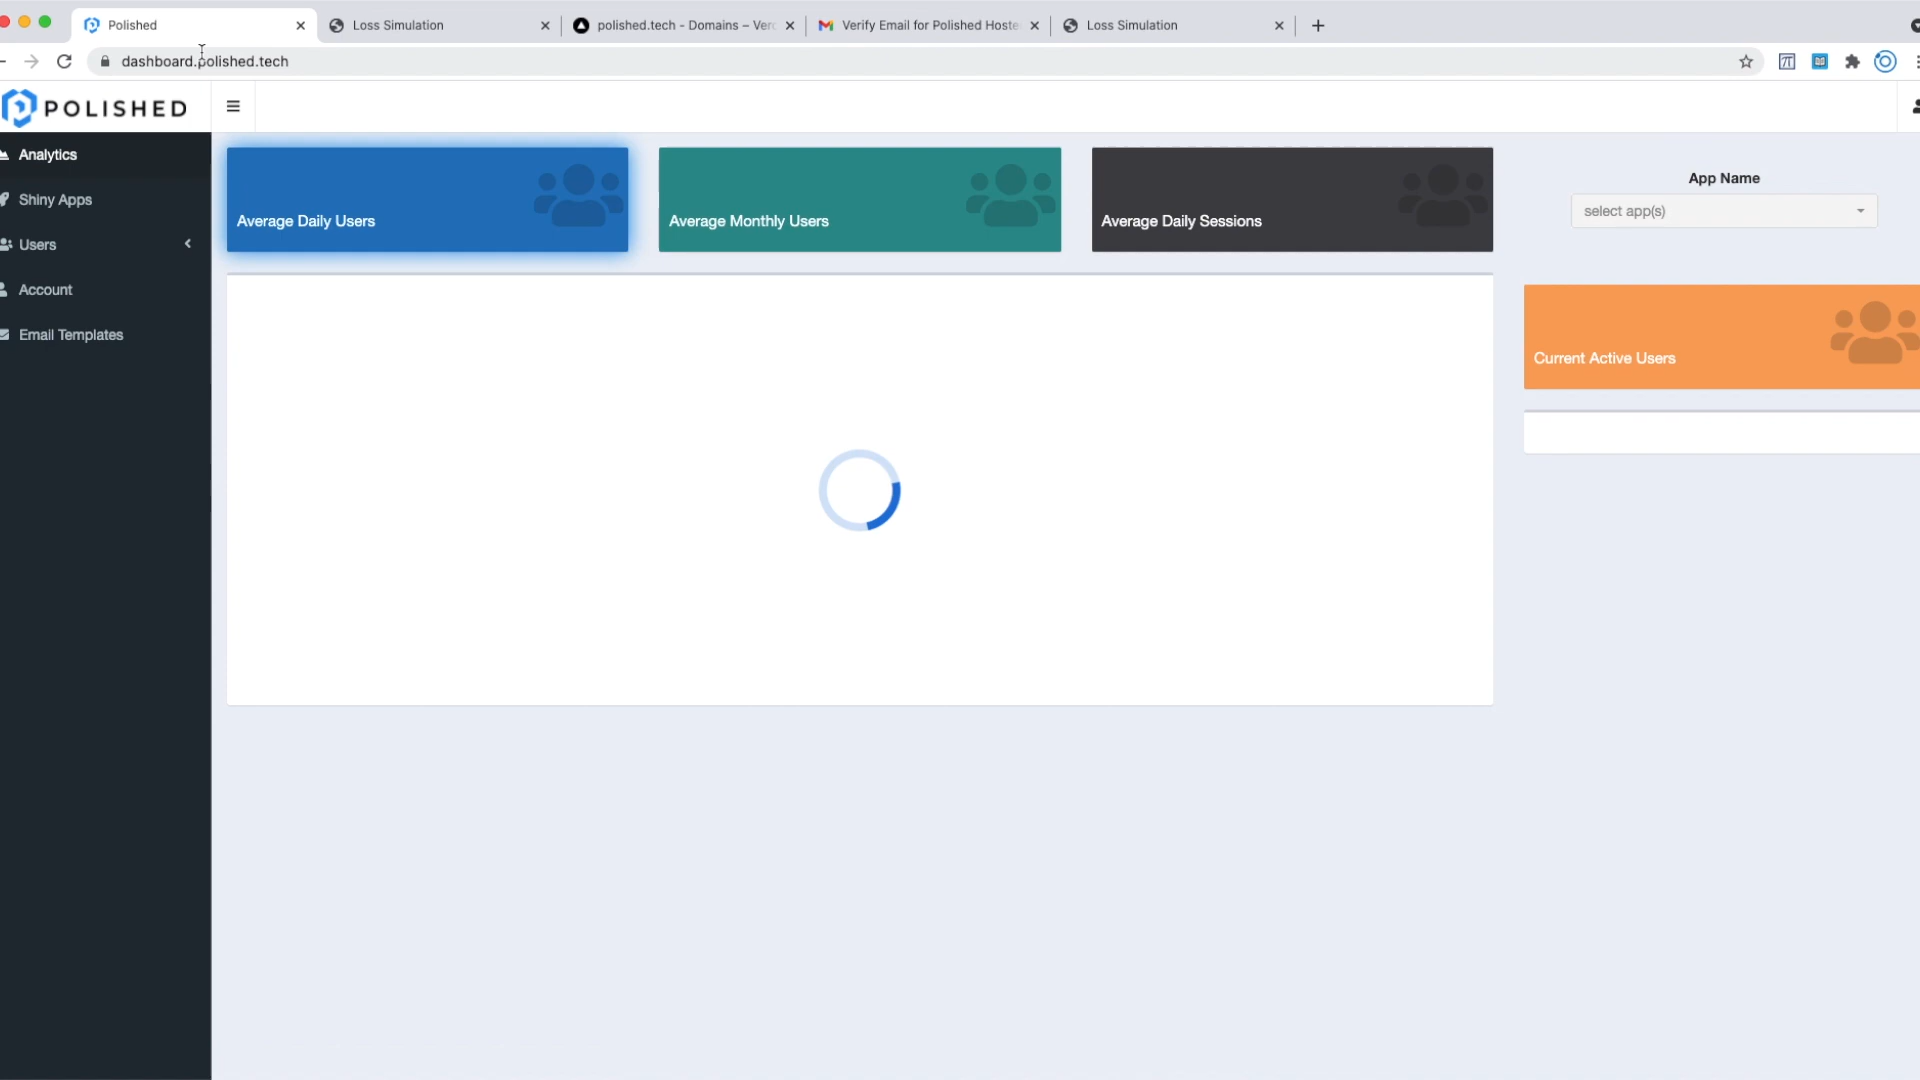 Polished
Loss Simulation
polished.tech - Domains – Verc
Verify Email for Polished Hoste
Loss Simulation
dashboard.polished.tech
POLISHED
Analytics
Shiny Apps
Users
Account
Email Templates
Average Daily Users
Average Monthly Users
Average Daily Sessions
App Name
select app(s)
Current Active Users